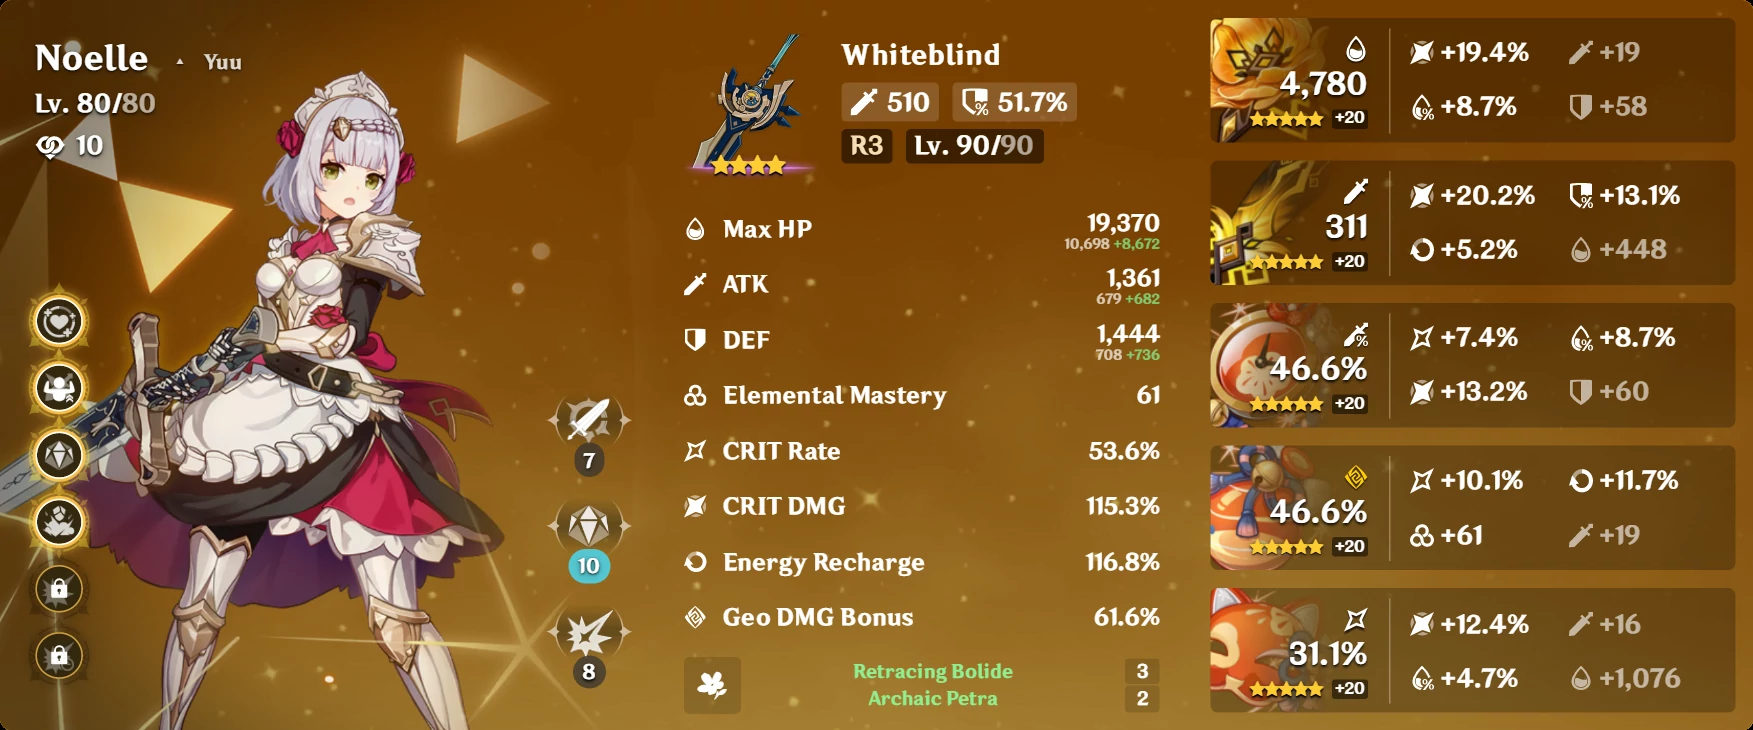 Noelle · Yuu
Lv. 80/80
10
7
10
8
Whiteblind
510 51.7%
R3 Lv. 90/90
Max HP 19,370
10,698 +8,672
ATK 1,361
679 +682
DEF 1,444
708 +736
Elemental Mastery 61
CRIT Rate 53.6%
CRIT DMG 115.3%
Energy Recharge 116.8%
Geo DMG Bonus 61.6%
Retracing Bolide 3
Archaic Petra 2
4,780
+20
+19.4% +19
+8.7% +58
311
+20
+20.2% +13.1%
+5.2% +448
46.6%
+20
+7.4% +8.7%
+13.2% +60
46.6%
+20
+10.1% +11.7%
+61 +19
31.1%
+20
+12.4% +16
+4.7% +1,076